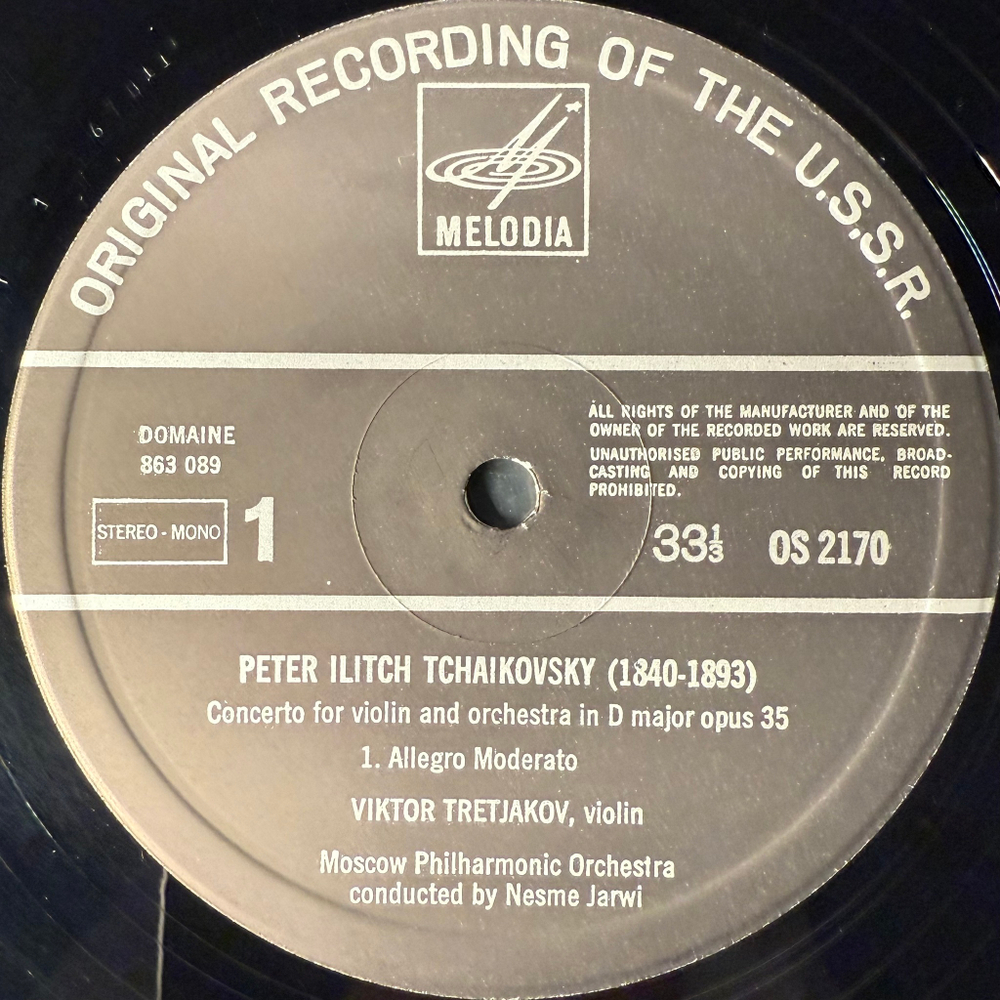 ORIGINAL RECORDING OF THE U.S.S.R.
MELODIA
DOMAINE
863 089
STEREO - MONO
1
ALL RIGHTS OF THE MANUFACTURER AND OF THE
OWNER OF THE RECORDED WORK ARE RESERVED.
UNAUTHORISED PUBLIC PERFORMANCE, BROAD-
CASTING AND COPYING OF THIS RECORD
PROHIBITED.
33⅓
OS 2170
PETER ILITCH TCHAIKOVSKY (1840-1893)
Concerto for violin and orchestra in D major opus 35
1. Allegro Moderato
VIKTOR TRETJAKOV, violin
Moscow Philharmonic Orchestra
conducted by Nesme Jarwi